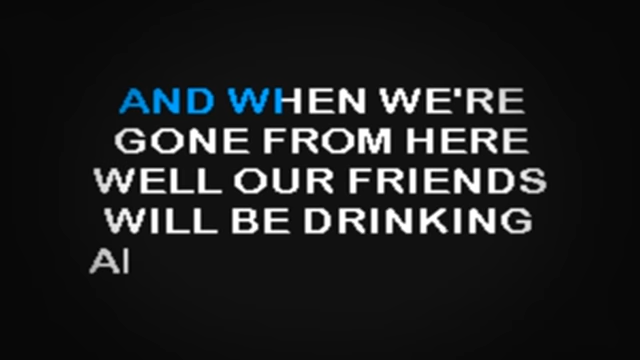 AND WHEN WE'RE
GONE FROM HERE
WELL OUR FRIENDS
WILL BE DRINKING